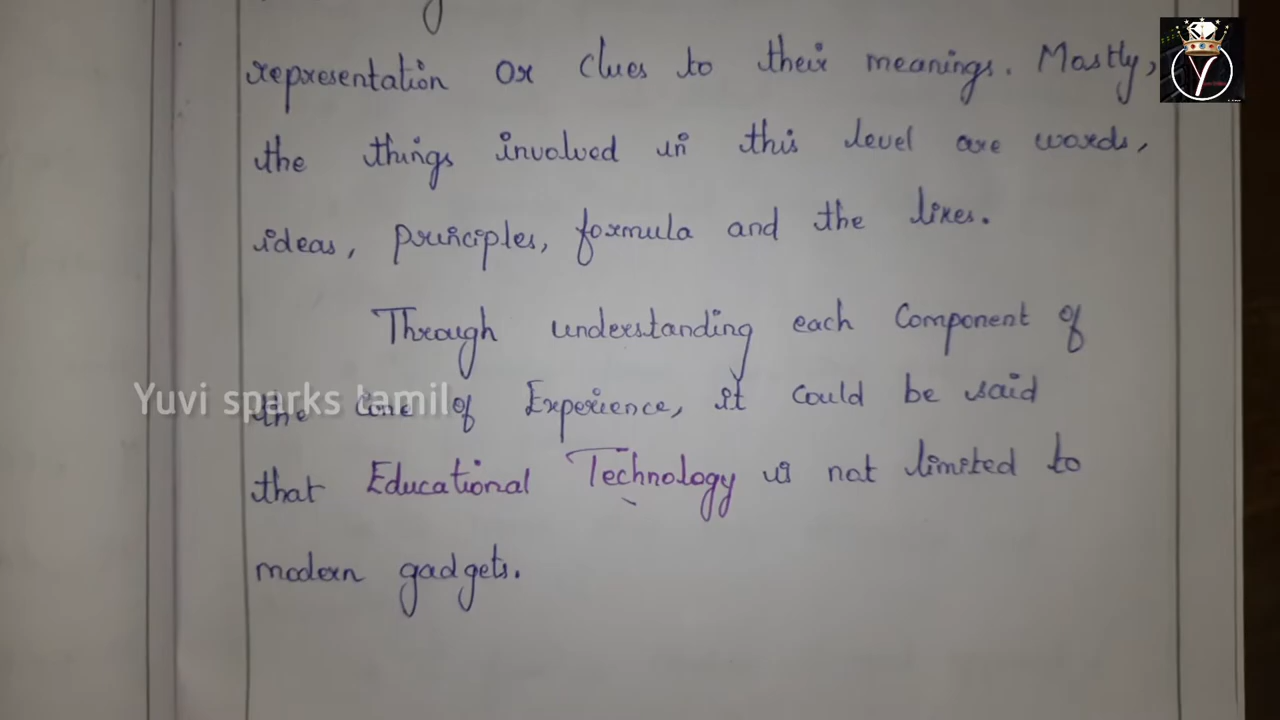 representation or clues to their meanings. Mostly,
the things involved in this level are words,
ideas, principles, formula and the likes.
Through understanding each Component of
the cone of Experience, it could be said
that Educational Technology is not limited to
modern gadgets.
Yuvi sparks tamil
Y